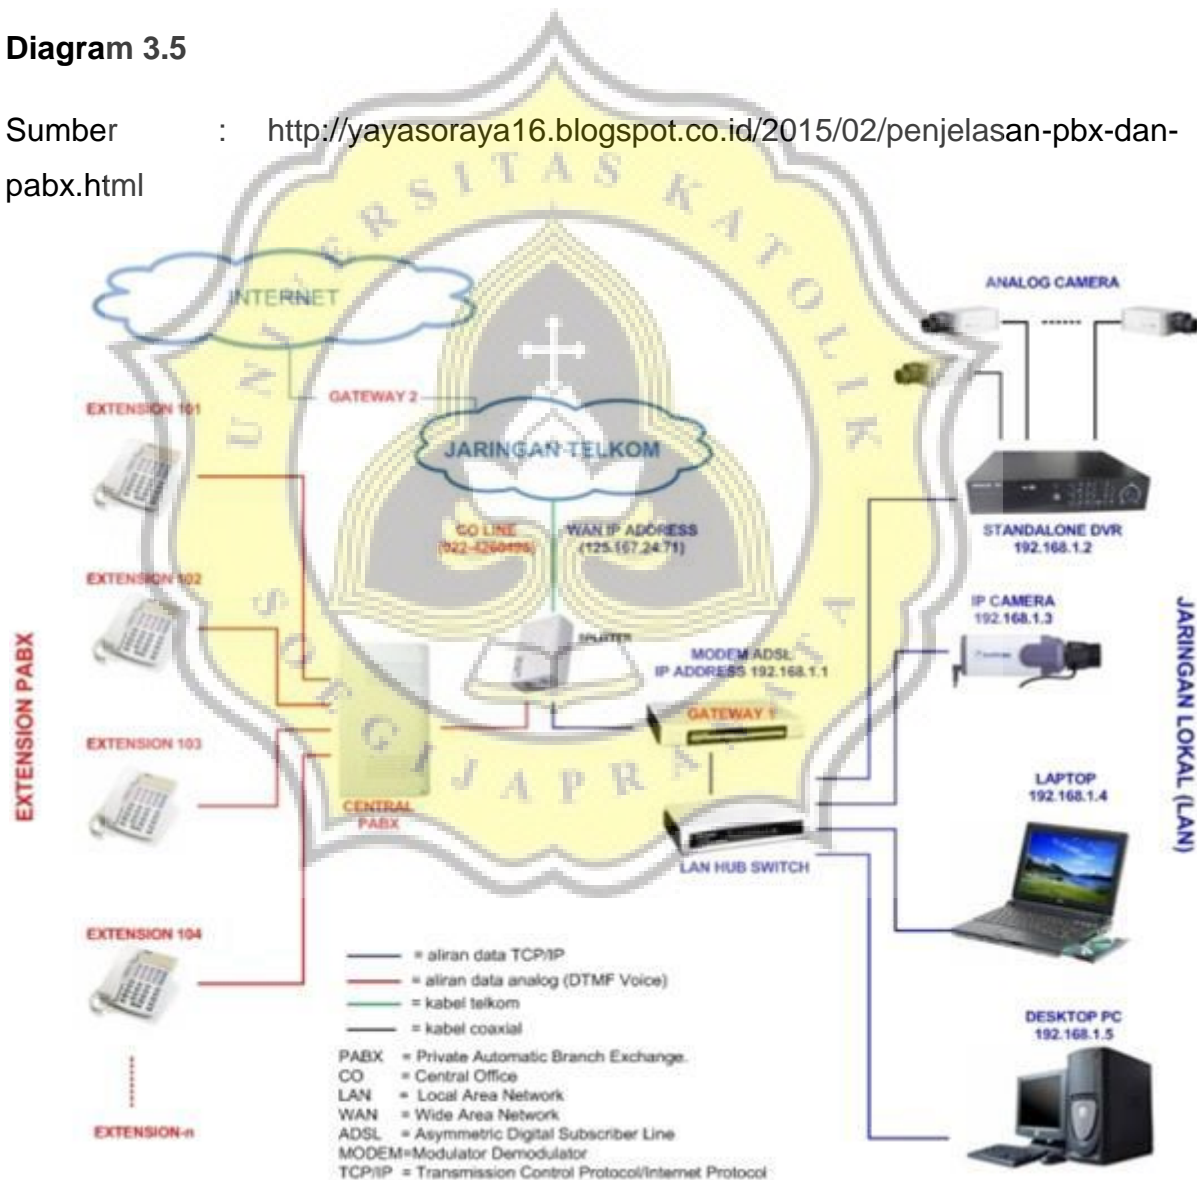 Diagram 3.5
Sumber : http://yayasoraya16.blogspot.co.id/2015/02/penjelasan-pbx-dan-
pabx.html
UNIVERSITAS KATOLIK
SOEGIJAPRANATA
INTERNET
GATEWAY 2
JARINGAN TELKOM
CO LINE
WAN IP ADDRESS
(125.167.24.71)
SPLITTER
MODEM ADSL
IP ADDRESS 192.168.1.1
GATEWAY 1
LAN HUB SWITCH
CENTRAL
PABX
EXTENSION PABX
EXTENSION 101
EXTENSION 102
EXTENSION 103
EXTENSION 104
EXTENSION-n
ANALOG CAMERA
STANDALONE DVR
192.168.1.2
IP CAMERA
192.168.1.3
LAPTOP
192.168.1.4
DESKTOP PC
192.168.1.5
JARINGAN LOKAL (LAN)
= aliran data TCP/IP
= aliran data analog (DTMF Voice)
= kabel telkom
= kabel coaxial
PABX = Private Automatic Branch Exchange.
CO = Central Office
LAN = Local Area Network
WAN = Wide Area Network
ADSL = Asymmetric Digital Subscriber Line
MODEM=Modulator Demodulator
TCP/IP = Transmission Control Protocol/Internet Protocol